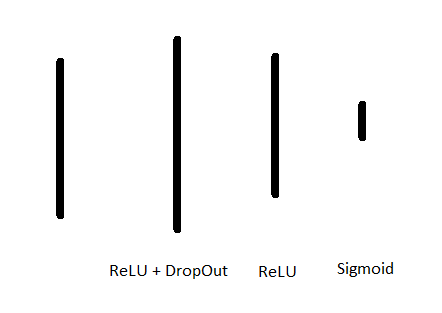 ReLU + DropOut
ReLU
Sigmoid